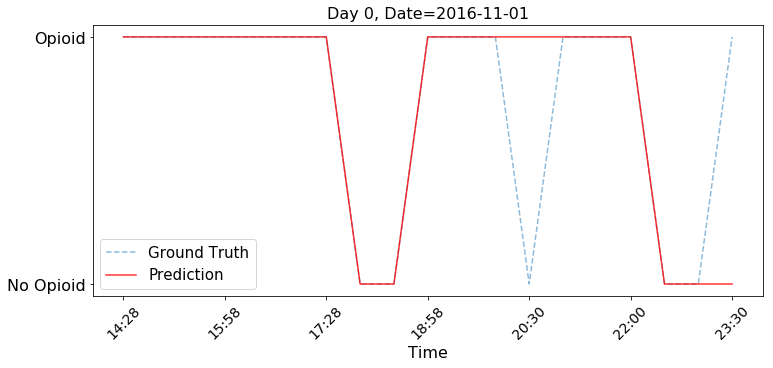 Day 0, Date=2016-11-01
Opioid
No Opioid
Ground Truth
Prediction
14:28
15:58
17:28
18:58
20:30
22:00
23:30
Time